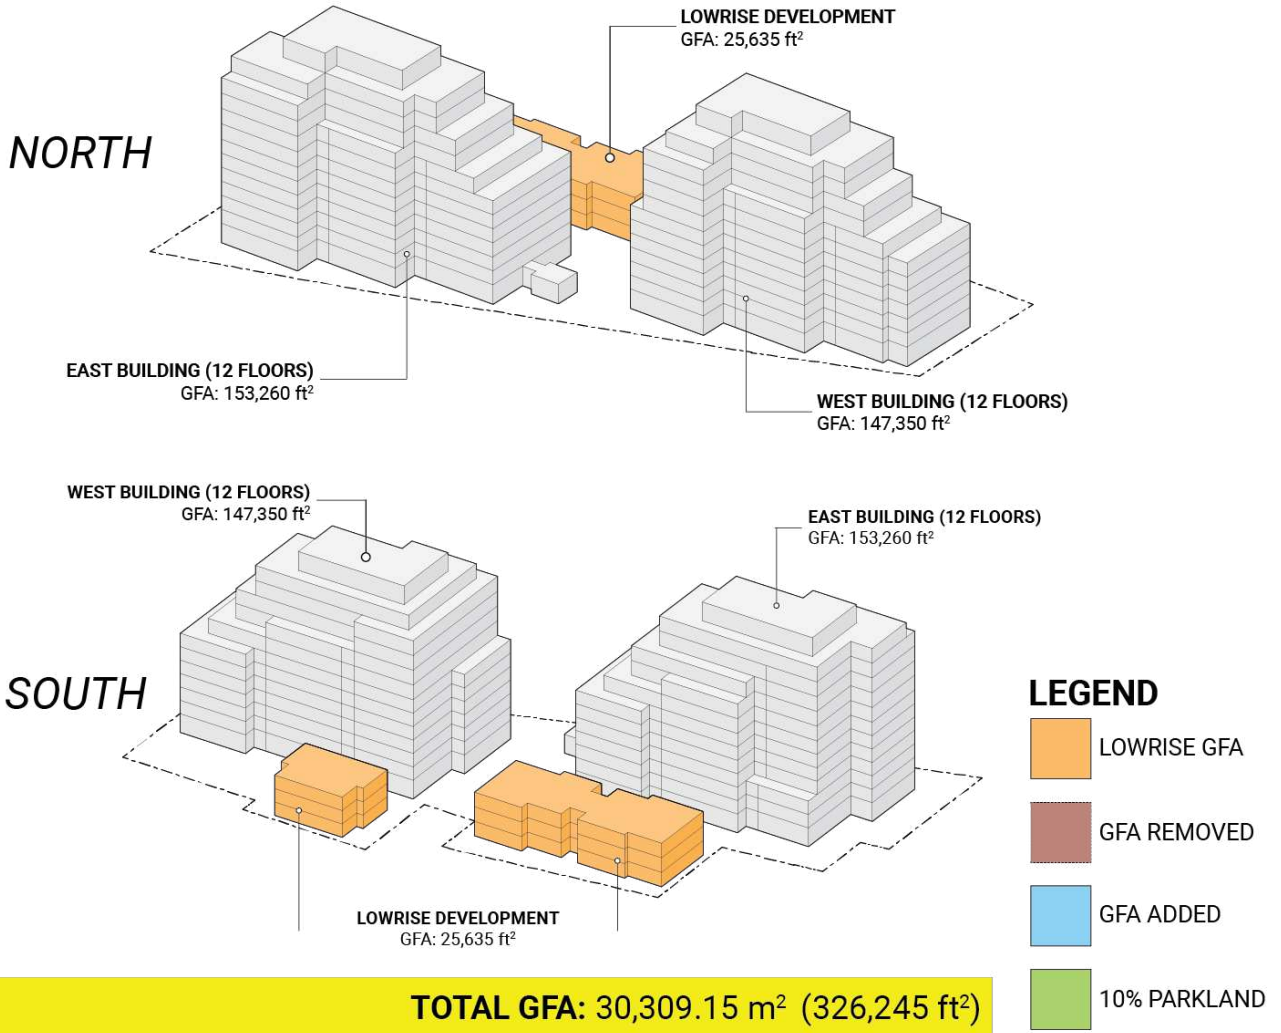 LOWRISE DEVELOPMENT
GFA: 25,635 ft²
NORTH
EAST BUILDING (12 FLOORS)
GFA: 153,260 ft²
WEST BUILDING (12 FLOORS)
GFA: 147,350 ft²
WEST BUILDING (12 FLOORS)
GFA: 147,350 ft²
EAST BUILDING (12 FLOORS)
GFA: 153,260 ft²
SOUTH
LOWRISE DEVELOPMENT
GFA: 25,635 ft²
LEGEND
LOWRISE GFA
GFA REMOVED
GFA ADDED
10% PARKLAND
TOTAL GFA: 30,309.15 m² (326,245 ft²)